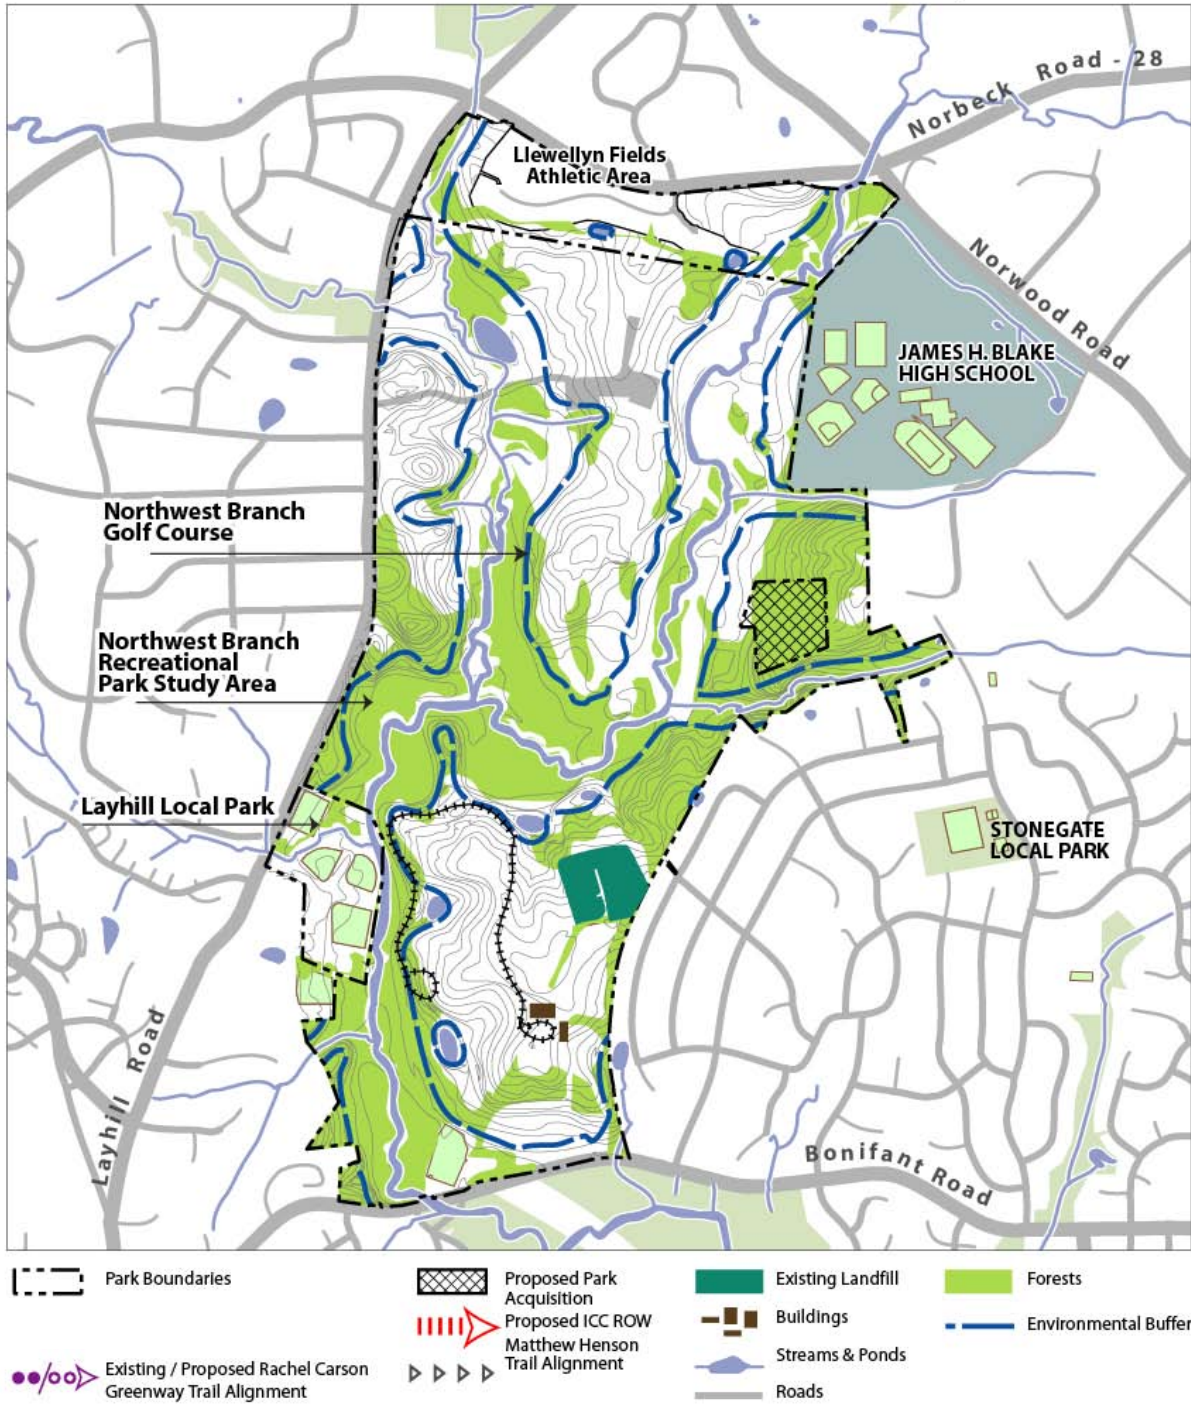 Norbeck Road - 28
Llewellyn Fields
Athletic Area
Norwood Road
JAMES H. BLAKE
HIGH SCHOOL
Northwest Branch
Golf Course
Northwest Branch
Recreational
Park Study Area
Layhill Local Park
STONEGATE
LOCAL PARK
Layhill Road
Bonifant Road
Park Boundaries
Existing / Proposed Rachel Carson
Greenway Trail Alignment
Proposed Park
Acquisition
Proposed ICC ROW
Matthew Henson
Trail Alignment
Existing Landfill
Buildings
Streams & Ponds
Roads
Forests
Environmental Buffer